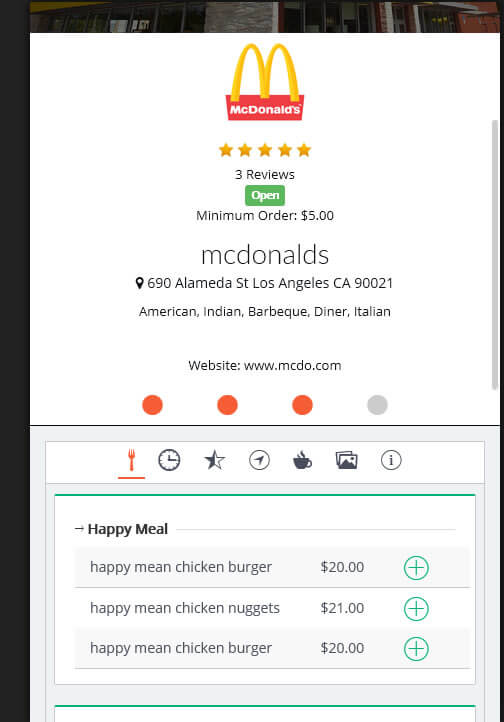 McDonald's
3 Reviews
Open
Minimum Order: $5.00
mcdonalds
690 Alameda St Los Angeles CA 90021
American, Indian, Barbeque, Diner, Italian
Website: www.mcdo.com
Happy Meal
happy mean chicken burger $20.00
happy mean chicken nuggets $21.00
happy mean chicken burger $20.00